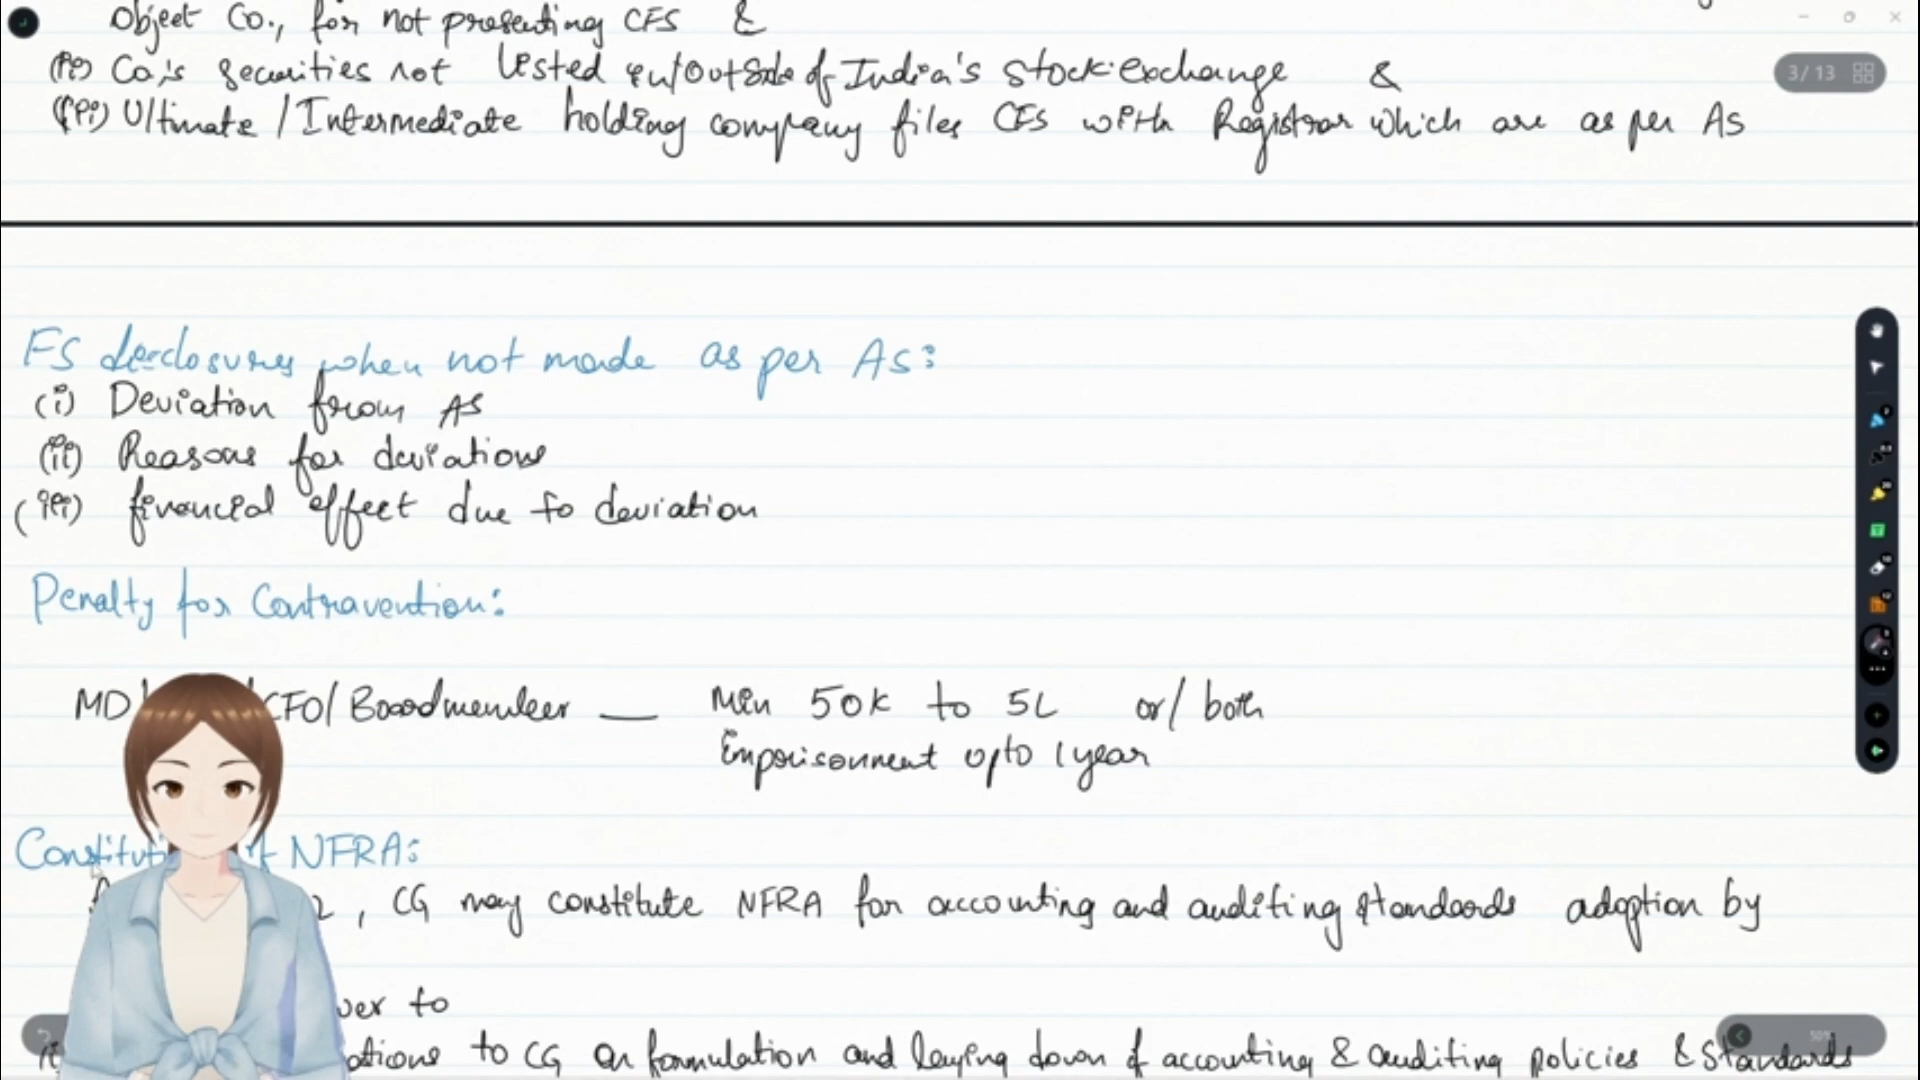 Object Co., for not presenting CFS &
(ii) Co.'s securities not listed in/outside of India's stock exchange &
(iii) Ultimate / Intermediate holding company files CFS with Registrar which are as per AS
3/13
FS disclosures when not made as per AS:
(i) Deviation from AS
(ii) Reasons for deviations
(iii) financial effect due to deviation
Penalty for Contravention:
MD CFO/ Boardmember — Min 50K to 5L or/ both
Imprisonment upto 1 year
Constituti NFRA:
, CG may constitute NFRA for accounting and auditing standards adoption by
to
to CG on formulation and laying down of accounting & auditing policies & standards